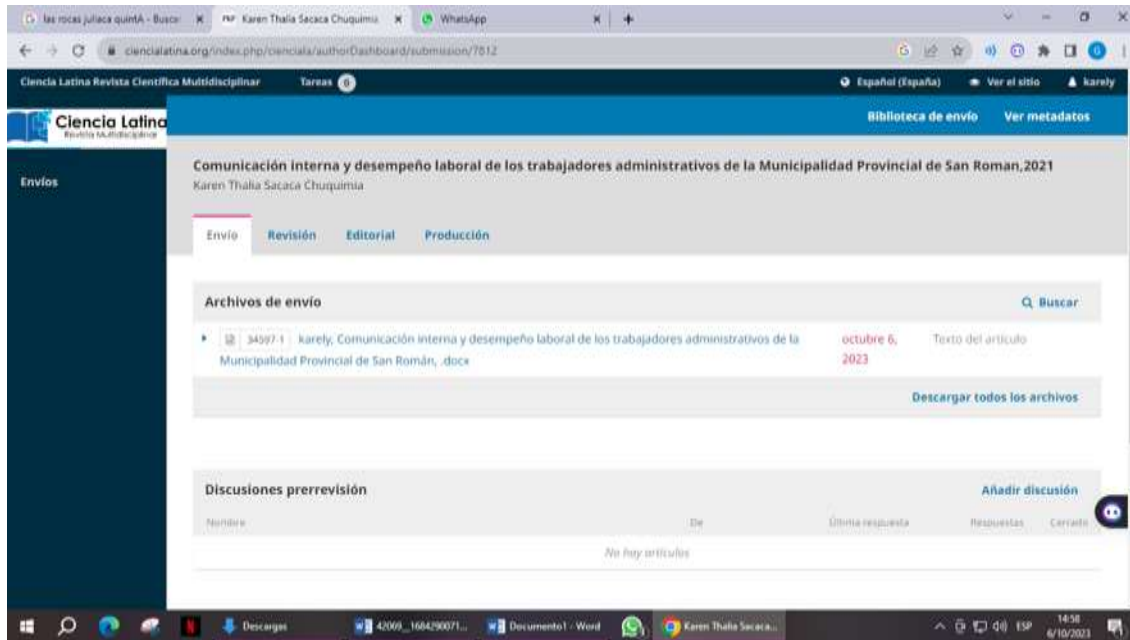 las rocas juliaca quintA - Buscar
Karen Thalia Sacaca Chuquimia
WhatsApp
ciencialatina.org/index.php/cienciala/authorDashboard/submission/7812
Ciencia Latina Revista Científica Multidisciplinar
Tareas 0
Español (España)
Ver el sitio
karely
Ciencia Latina
Revista Multidisciplinar
Biblioteca de envío
Ver metadatos
Envíos
Comunicación interna y desempeño laboral de los trabajadores administrativos de la Municipalidad Provincial de San Roman,2021
Karen Thalia Sacaca Chuquimia
Envío
Revisión
Editorial
Producción
Archivos de envío
Buscar
34597-1 karely, Comunicación interna y desempeño laboral de los trabajadores administrativos de la
Municipalidad Provincial de San Román, .docx
octubre 6,
2023
Texto del artículo
Descargar todos los archivos
Discusiones prerrevisión
Añadir discusión
Nombre
De
Última respuesta
Respuestas
Cerrado
No hay artículos
Descargas
42009_1684290071...
Documento1 - Word
Karen Thalia Sacaca...
ESP
14:58
6/10/2023